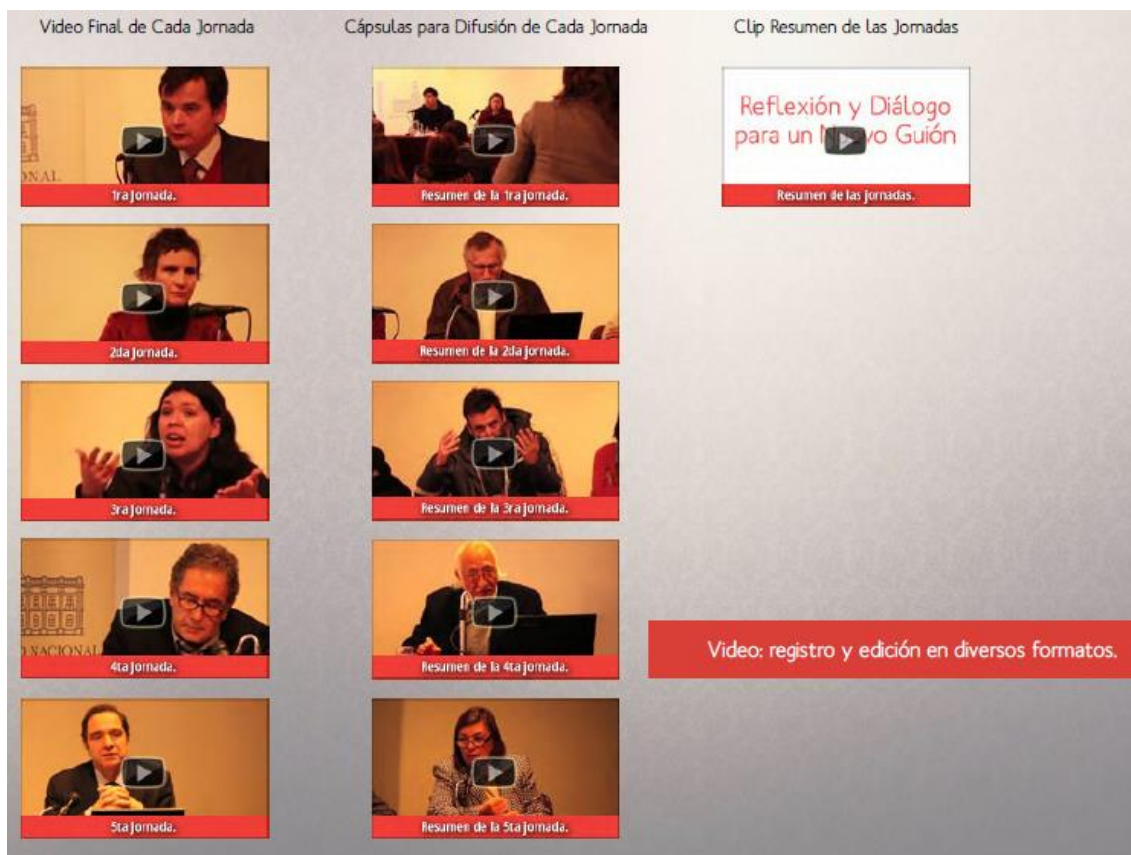 Video Final de Cada Jornada
Cápsulas para Difusión de Cada Jornada
Clip Resumen de las Jornadas
ONAL
1ra Jornada.
Resumen de la 1ra jornada.
Reflexión y Diálogo
para un Nuevo Guión
Resumen de las jornadas.
2da Jornada.
Resumen de la 2da jornada.
3ra Jornada.
Resumen de la 3ra jornada.
O NACIONAL
4ta Jornada.
Resumen de la 4ta jornada.
Video: registro y edición en diversos formatos.
5ta Jornada.
Resumen de la 5ta jornada.